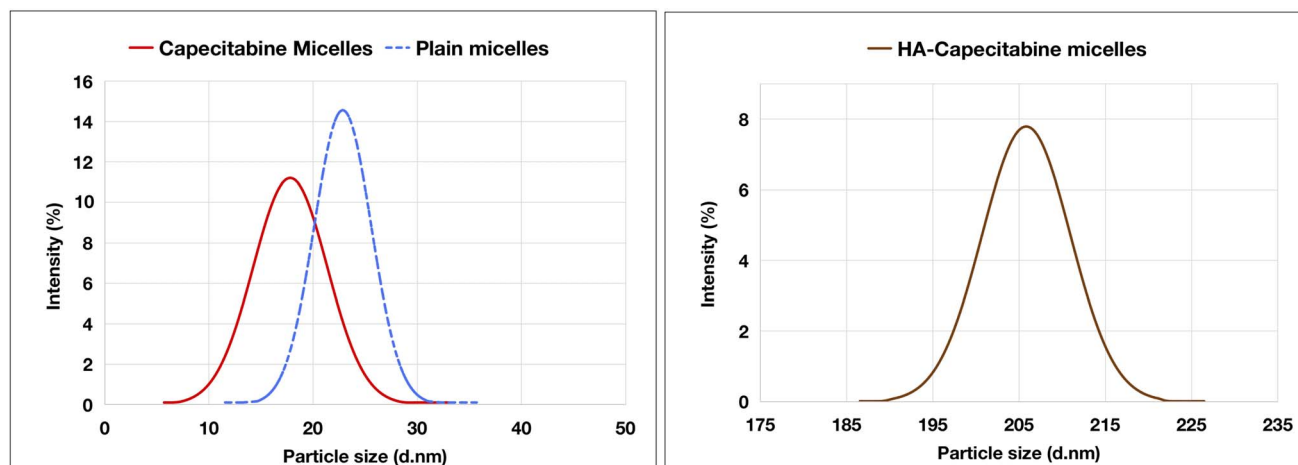 Capecitabine Micelles Plain micelles
16
14
12
10
8
6
4
2
0
Intensity (%)
0 10 20 30 40 50
Particle size (d.nm)
HA-Capecitabine micelles
8
6
4
2
0
Intensity (%)
175 185 195 205 215 225 235
Particle size (d.nm)